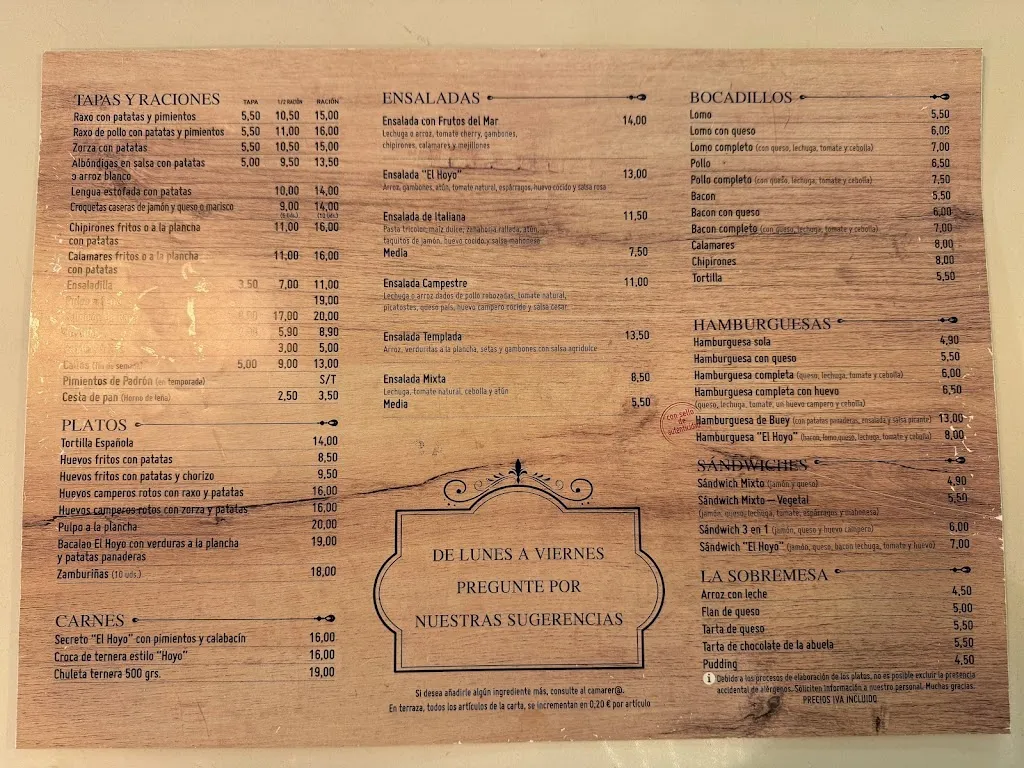 TAPAS Y RACIONES TAPA 1/2 RACIÓN RACIÓN
Raxo con patatas y pimientos 5,50 10,50 15,00
Raxo de pollo con patatas y pimientos 5,50 11,00 16,00
Zorza con patatas 5,50 10,50 15,00
Albóndigas en salsa con patatas 5,00 9,50 13,50
o arroz blanco
Lengua estofada con patatas 10,00 14,00
Croquetas caseras de jamón y queso o marisco 9,00 14,00
(5 Uds.) (10 uds.)
Chipirones fritos o a la plancha 11,00 16,00
con patatas
Calamares fritos o a la plancha 11,00 16,00
con patatas
Ensaladilla 3,50 7,00 11,00
19,00
17,00 20,00
5,90 8,90
3,00 5,00
5,00 9,00 13,00
Pimientos de Padrón (en temporada) S/T
Cesta de pan (Horno de leña) 2,50 3,50
PLATOS
Tortilla Española 14,00
Huevos fritos con patatas 8,50
Huevos fritos con patatas y chorizo 9,50
Huevos camperos rotos con raxo y patatas 16,00
Huevos camperos rotos con zorza y patatas 16,00
Pulpo a la plancha 20,00
Bacalao El Hoyo con verduras a la plancha 19,00
y patatas panaderas
Zamburiñas (10 uds.) 18,00
CARNES
Secreto "El Hoyo" con pimientos y calabacín 16,00
Croca de ternera estilo "Hoyo" 16,00
Chuleta ternera 500 grs. 19,00
ENSALADAS
Ensalada con Frutos del Mar 14,00
Lechuga o arroz, tomate cherry, gambones,
chipirones, calamares y mejillones
Ensalada "El Hoyo" 13,00
Arroz, gambones, atún, tomate natural, espárragos, huevo cocido y salsa rosa
Ensalada de Italiana 11,50
Pasta tricolor, maíz dulce, zanahoria rallada, atún,
taquitos de jamón, huevo cocido y salsa mahonesa
Media 7,50
Ensalada Campestre 11,00
Lechuga o arroz dados de pollo rebozadas, tomate natural,
picatostes, queso país, huevo campero cocido y salsa césar
Ensalada Templada 13,50
Arroz, verduritas a la plancha, setas y gambones con salsa agridulce
Ensalada Mixta 8,50
Lechuga, tomate natural, cebolla y atún
Media 5,50
DE LUNES A VIERNES
PREGUNTE POR
NUESTRAS SUGERENCIAS
Si desea añadirle algún ingrediente más, consulte al camarer@.
En terraza, todos los artículos de la carta, se incrementan en 0,20 € por artículo
BOCADILLOS
Lomo 5,50
Lomo con queso 6,00
Lomo completo (con queso, lechuga, tomate y cebolla) 7,00
Pollo 6,50
Pollo completo (con queso, lechuga, tomate y cebolla) 7,50
Bacon 5,50
Bacon con queso 6,00
Bacon completo (con queso, lechuga, tomate y cebolla) 7,00
Calamares 8,00
Chipirones 8,00
Tortilla 5,50
HAMBURGUESAS
Hamburguesa sola 4,90
Hamburguesa con queso 5,50
Hamburguesa completa (queso, lechuga, tomate y cebolla) 6,00
Hamburguesa completa con huevo 6,50
(queso, lechuga, tomate, un huevo campero y cebolla)
con sello de
Hamburguesa de Buey (con patatas panaderas, ensalada y salsa picante) 13,00
Hamburguesa "El Hoyo" (bacon, lomo, queso, lechuga, tomate y cebolla) 8,00
SÁNDWICHES
Sándwich Mixto (jamón y queso) 4,90
Sándwich Mixto – Vegetal 5,50
(jamón, queso, lechuga, tomate, espárragos y mahonesa)
Sándwich 3 en 1 (jamón, queso y huevo campero) 6,00
Sándwich "El Hoyo" (jamón, queso, bacon lechuga, tomate y huevo) 7,00
LA SOBREMESA
Arroz con leche 4,50
Flan de queso 5,00
Tarta de queso 5,50
Tarta de chocolate de la abuela 5,50
Pudding 4,50
i Debido a los procesos de elaboración de los platos, no es posible excluir la presencia
accidental de alérgenos. Soliciten información a nuestro personal. Muchas gracias.
PRECIOS IVA INCLUIDO